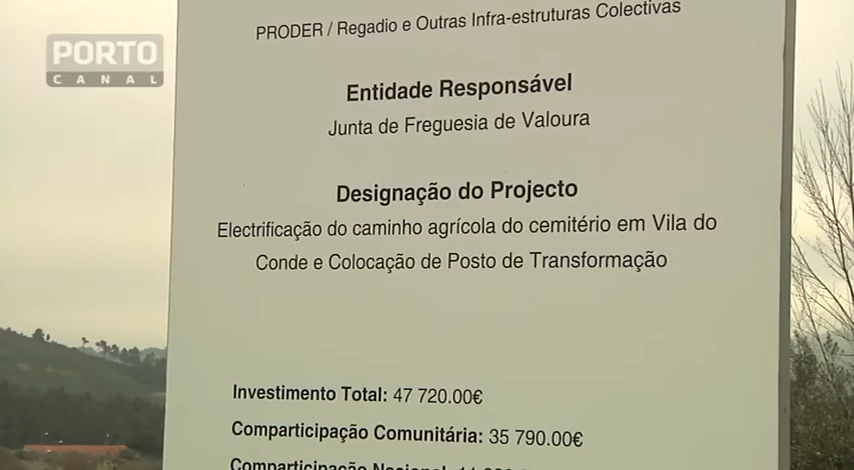 PORTO
CANAL
PRODER / Regadio e Outras Infra-estruturas Colectivas
Entidade Responsável
Junta de Freguesia de Valoura
Designação do Projecto
Electrificação do caminho agrícola do cemitério em Vila do
Conde e Colocação de Posto de Transformação
Investimento Total: 47 720.00€
Comparticipação Comunitária: 35 790.00€
Comparticipação Nacional: